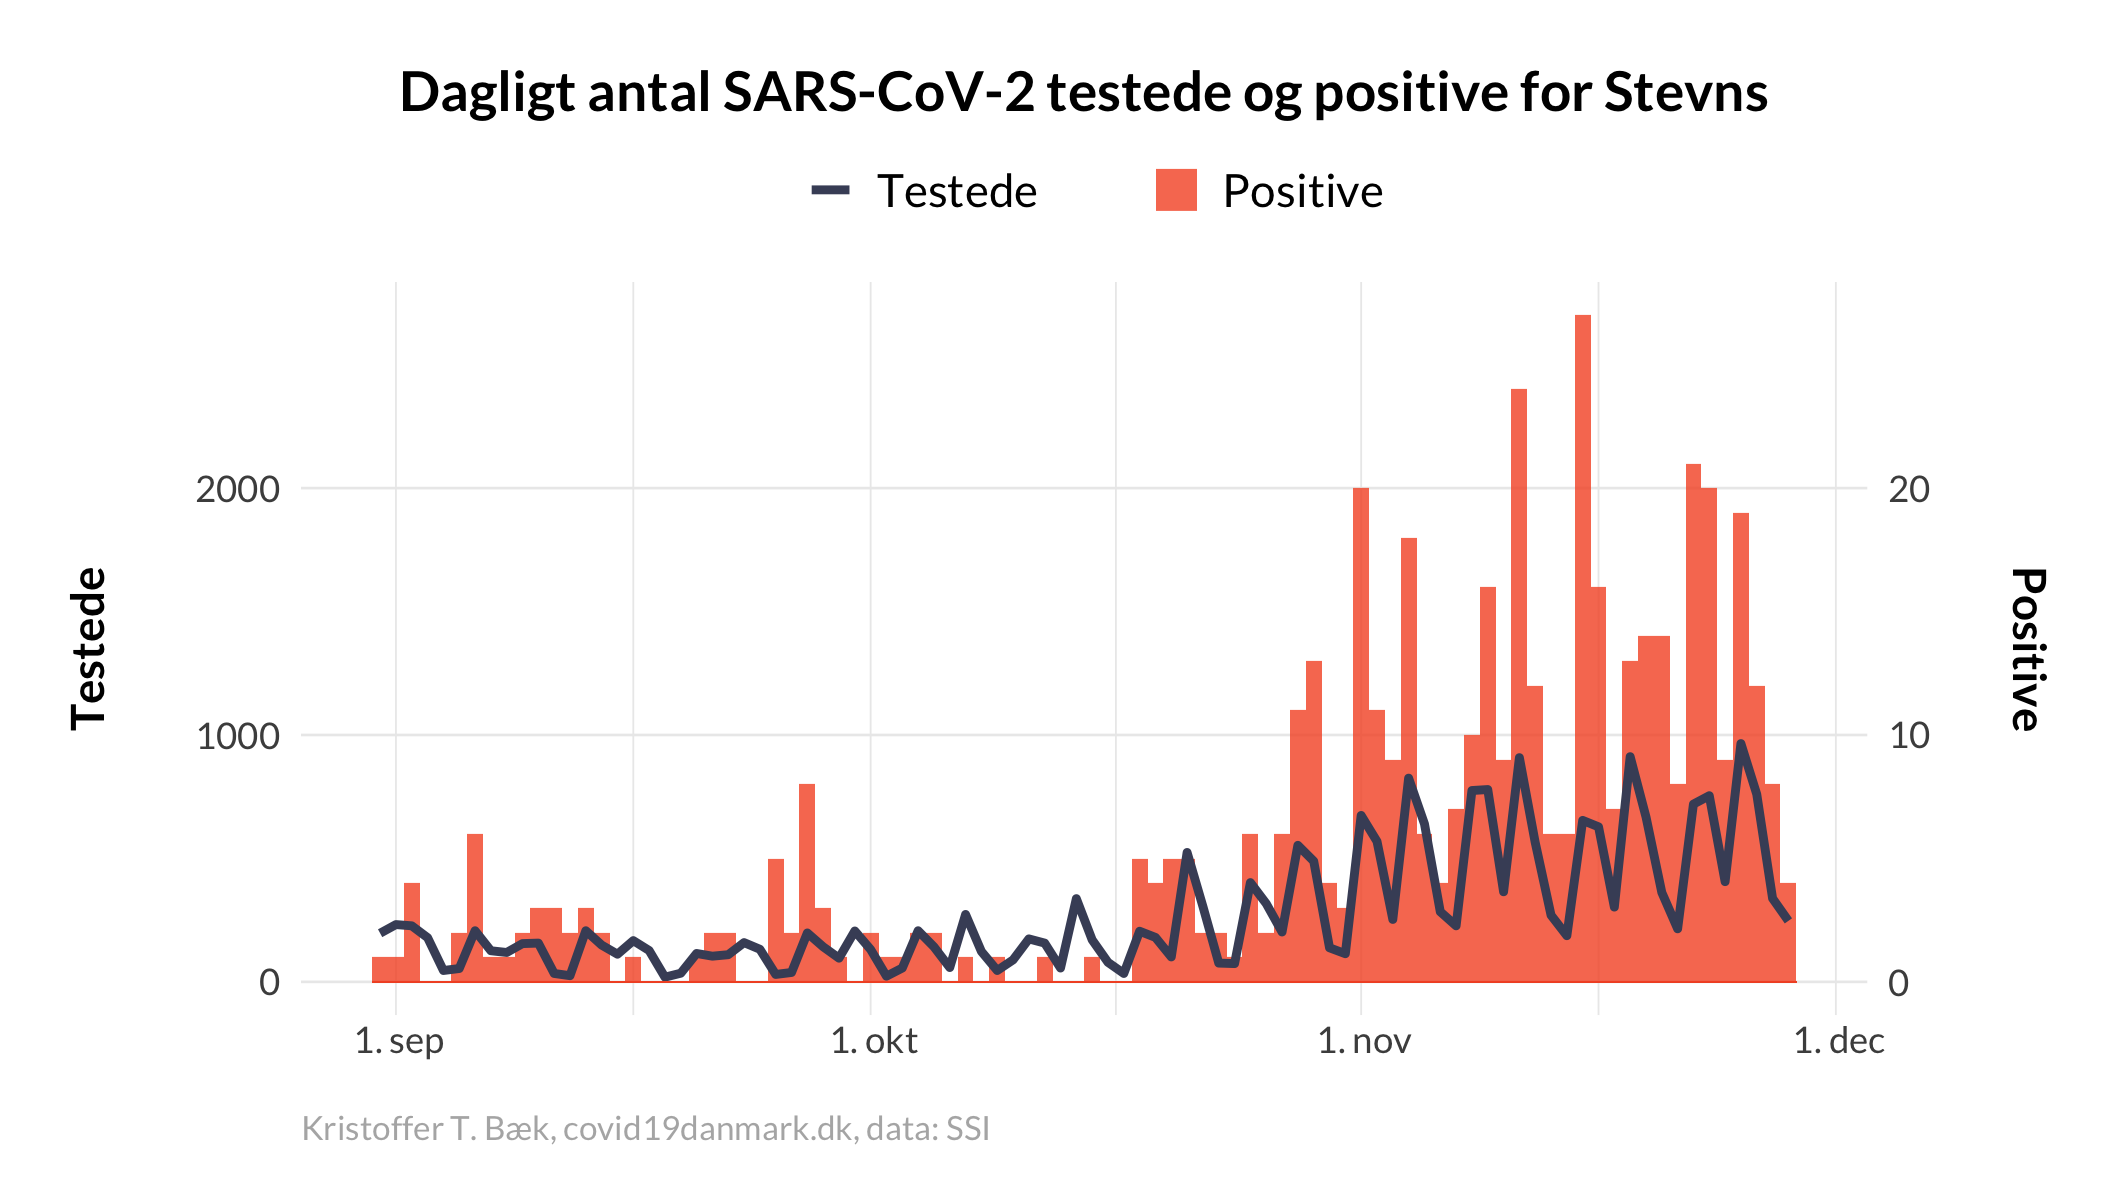 Dagligt antal SARS-CoV-2 testede og positive for Stevns
Testede
Positive
2000
1000
0
Testede
20
10
0
Positive
1. sep
1. okt
1. nov
1. dec
Kristoffer T. Bæk, covid19danmark.dk, data: SSI